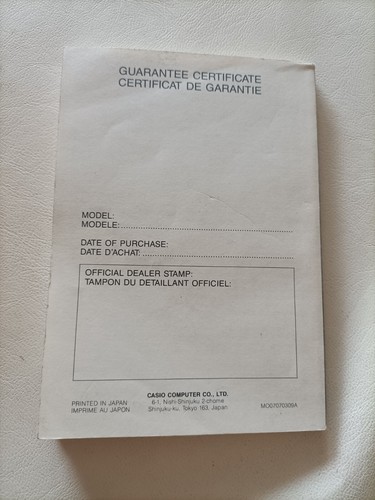 GUARANTEE CERTIFICATE
CERTIFICAT DE GARANTIE
MODEL:
MODELE:
DATE OF PURCHASE:
DATE D'ACHAT:
OFFICIAL DEALER STAMP:
TAMPON DU DETAILLANT OFFICIEL:
CASIO COMPUTER CO., LTD.
6-1, Nishi-Shinjuku 2-chome
Shinjuku-ku, Tokyo 163, Japan
PRINTED IN JAPAN
IMPRIME AU JAPON
MO07070309A